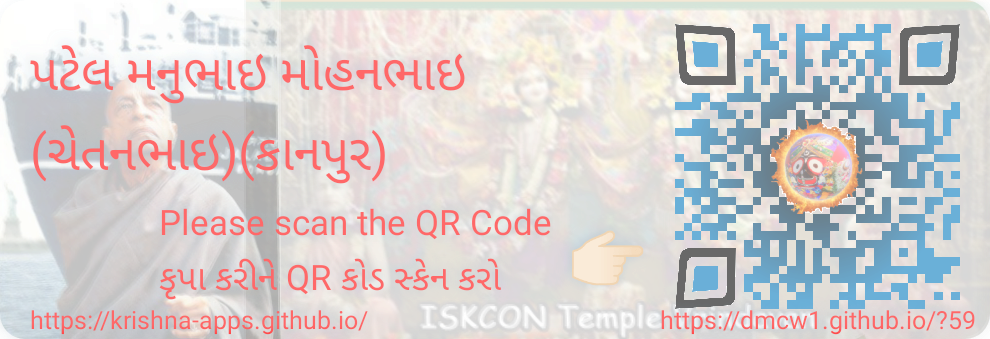 પટેલ મનુભાઇ મોહનભાઇ
(ચેતનભાઇ)(કાનપુર)
Please scan the QR Code
કૃપા કરીને QR કોડ સ્કેન કરો
https://krishna-apps.github.io/
ISKCON Temple
https://dmcw1.github.io/?59